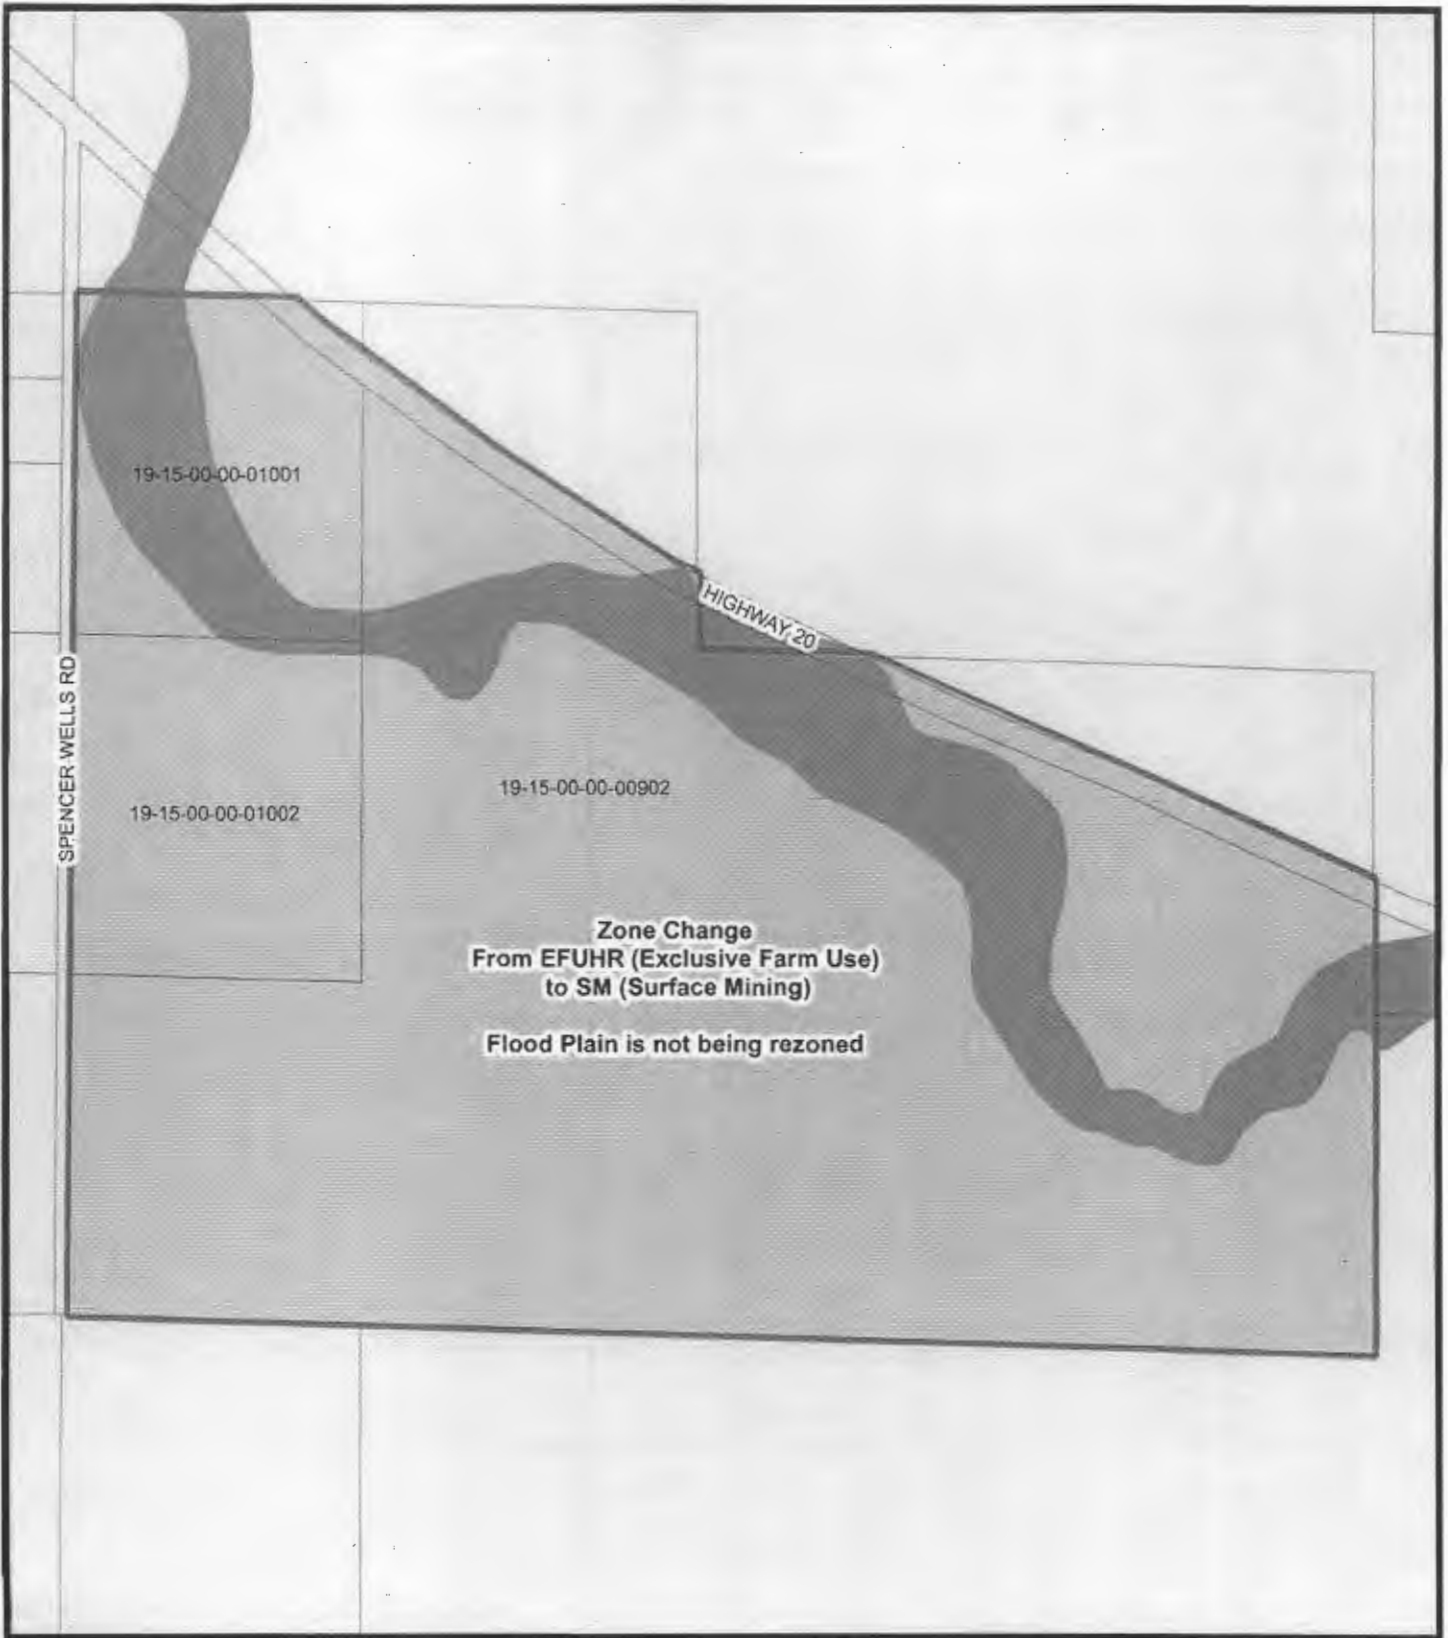 19-15-00-00-01001
HIGHWAY 20
SPENCER WELLS RD
19-15-00-00-00902
19-15-00-00-01002
Zone Change
From EFUHR (Exclusive Farm Use)
to SM (Surface Mining)
Flood Plain is not being rezoned